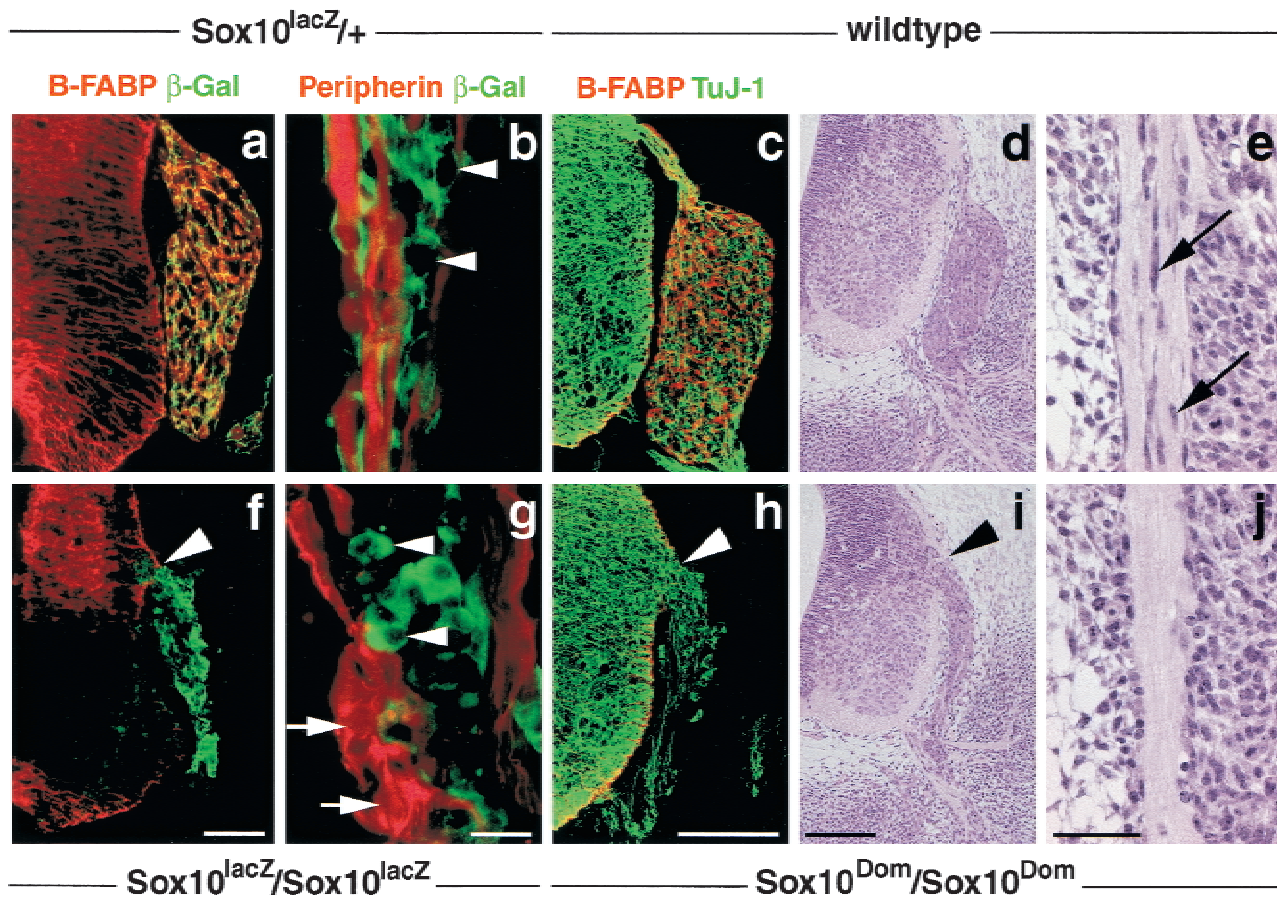 Sox10lacZ/+ wildtype
B-FABP β-Gal Peripherin β-Gal B-FABP TuJ-1
a b c d e
f g h i j
Sox10lacZ/Sox10lacZ Sox10Dom/Sox10Dom